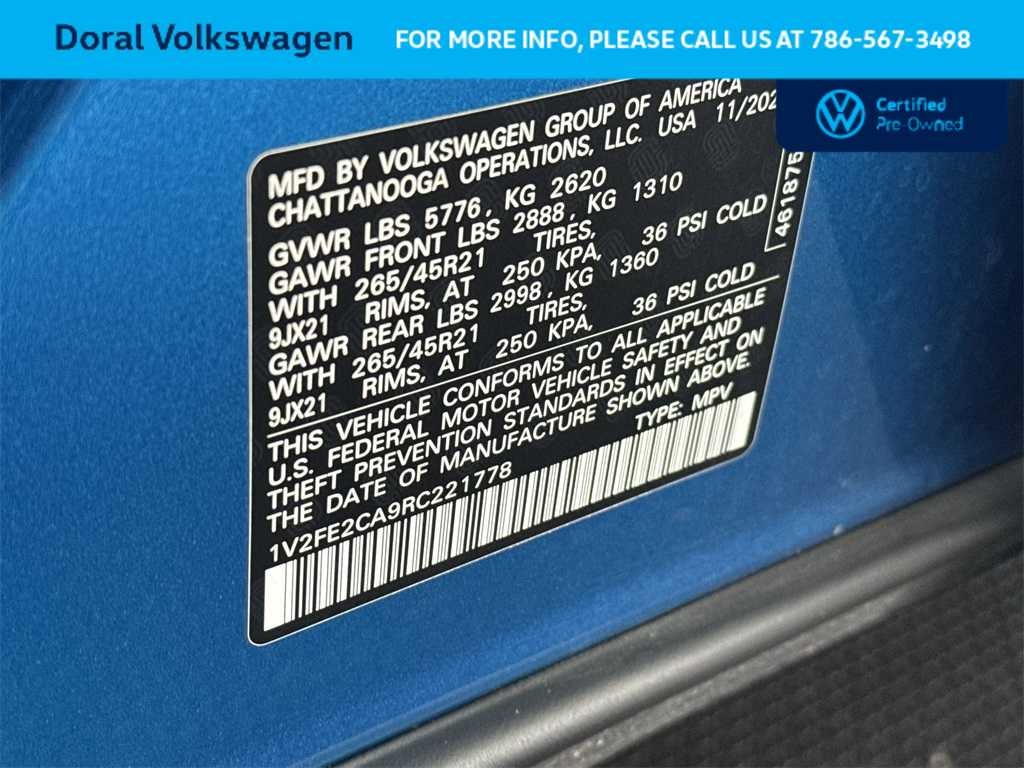 Doral Volkswagen FOR MORE INFO, PLEASE CALL US AT 786-567-3498
Certified
Pre-Owned
MFD BY VOLKSWAGEN GROUP OF AMERICA
CHATTANOOGA OPERATIONS, LLC. USA 11/202
GVWR LBS 5776, KG 2620
GAWR FRONT LBS 2888, KG 1310
WITH 265/45R21 TIRES,
9JX21 RIMS, AT 250 KPA, 36 PSI COLD
GAWR REAR LBS 2998, KG 1360
WITH 265/45R21 TIRES,
9JX21 RIMS, AT 250 KPA, 36 PSI COLD
THIS VEHICLE CONFORMS TO ALL APPLICABLE
U.S. FEDERAL MOTOR VEHICLE SAFETY AND
THEFT PREVENTION STANDARDS IN EFFECT ON
THE DATE OF MANUFACTURE SHOWN ABOVE.
TYPE: MPV
1V2FE2CA9RC221778
461875